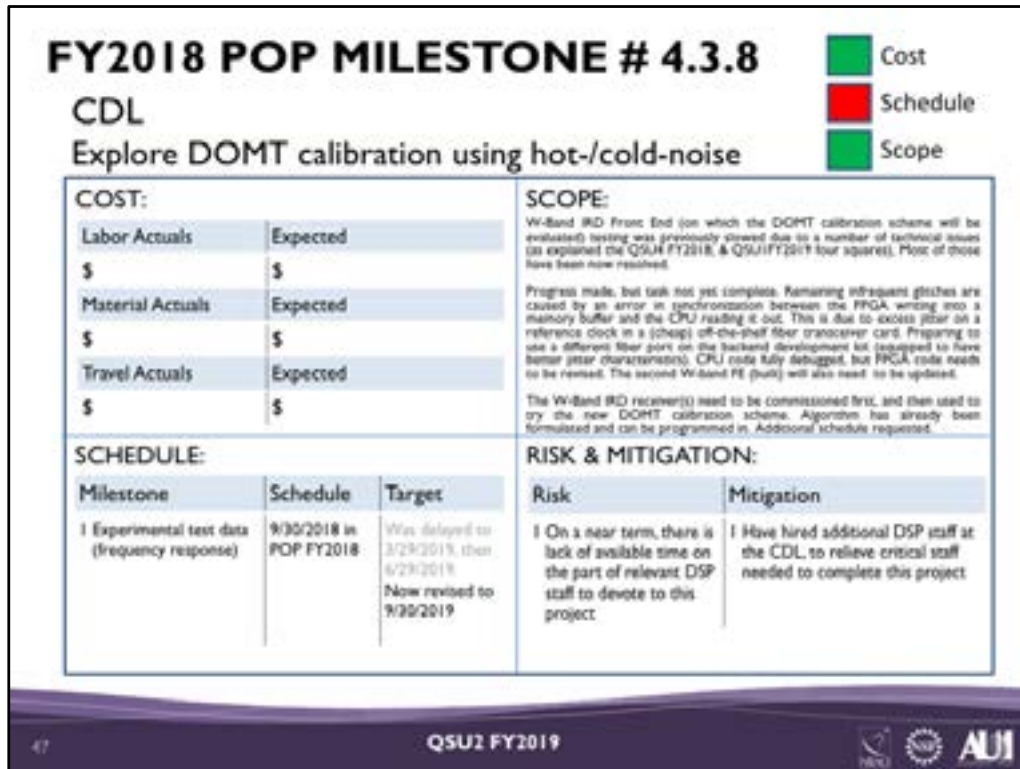 FY2018 POP MILESTONE # 4.3.8
Cost
CDL
Schedule
Explore DOMT calibration using hot-/cold-noise
Scope
COST:
Labor Actuals Expected
$ $
Material Actuals Expected
$ $
Travel Actuals Expected
$ $
SCOPE:
W-Band IRD Front End (on which the DOMT calibration scheme will be
evaluated) testing was previously slowed due to a number of technical issues
(as explained the QSU4 FY2018, & QSU1FY2019 four squares). Most of those
have been now resolved.
Progress made, but task not yet complete. Remaining infrequent glitches are
caused by an error in synchronization between the FPGA writing into a
memory buffer and the CPU reading it out. This is due to excess jitter on a
reference clock in a (cheap) off-the-shelf fiber transceiver card. Preparing to
use a different fiber port on the backend development kit (equipped to have
better jitter characteristics). CPU code fully debugged, but FPGA code needs
to be revised. The second W-band FE (built) will also need to be updated.
The W-Band IRD receiver(s) need to be commissioned first, and then used to
try the new DOMT calibration scheme. Algorithm has already been
formulated and can be programmed in. Additional schedule requested.
SCHEDULE:
Milestone Schedule Target
1 Experimental test data 9/30/2018 in Was delayed to
(frequency response) POP FY2018 3/29/2019, then
6/29/2019.
Now revised to
9/30/2019
RISK & MITIGATION:
Risk Mitigation
1 On a near term, there is 1 Have hired additional DSP staff at
lack of available time on the CDL, to relieve critical staff
the part of relevant DSP needed to complete this project
staff to devote to this
project
47
QSU2 FY2019
NRAO
NSF
AUI